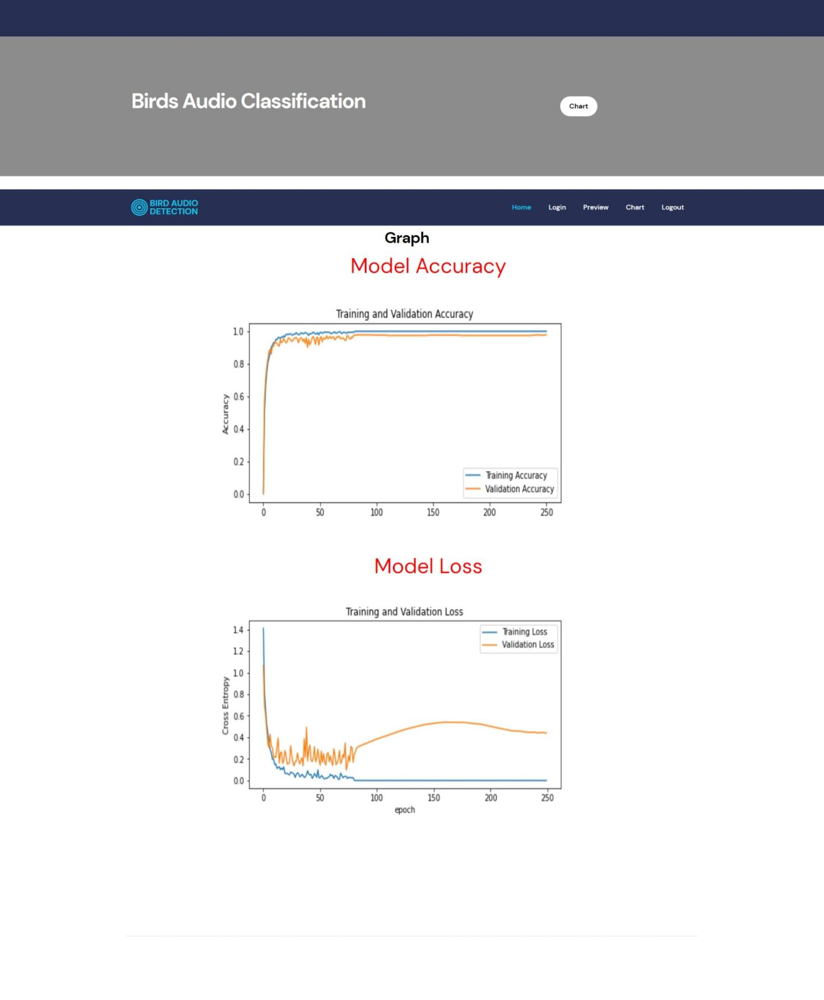 Birds Audio Classification
Chart
BIRD AUDIO
DETECTION
Home Login Preview Chart Logout
Graph
Model Accuracy
Training and Validation Accuracy
1.0
0.8
0.6
0.4
0.2
0.0
Accuracy
Training Accuracy
Validation Accuracy
0 50 100 150 200 250
Model Loss
Training and Validation Loss
1.4
1.2
1.0
0.8
0.6
0.4
0.2
0.0
Cross Entropy
Training Loss
Validation Loss
0 50 100 150 200 250
epoch